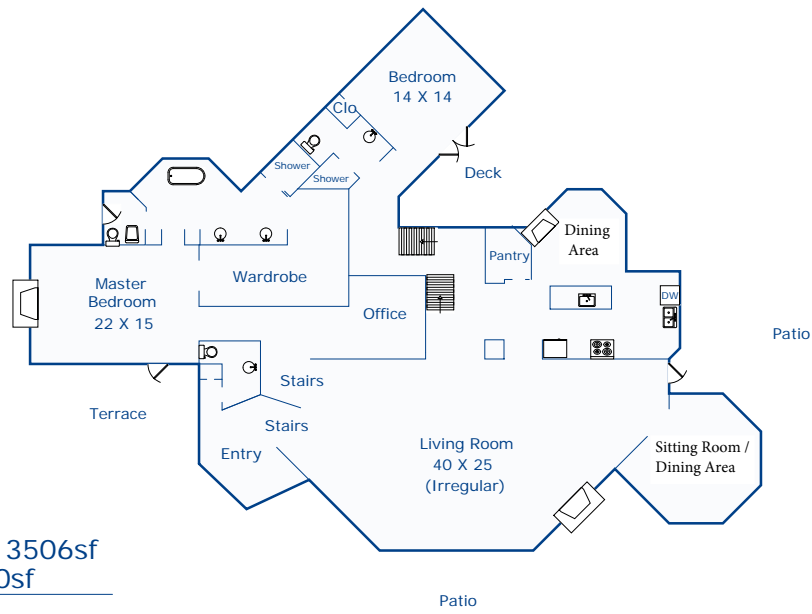 Bedroom
14 X 14
Clo
Shower
Shower
Deck
Dining
Area
Pantry
Master
Bedroom
22 X 15
Wardrobe
Office
DW
Patio
Stairs
Terrace
Stairs
Entry
Living Room
40 X 25
(Irregular)
Sitting Room /
Dining Area
3506sf
0sf
Patio